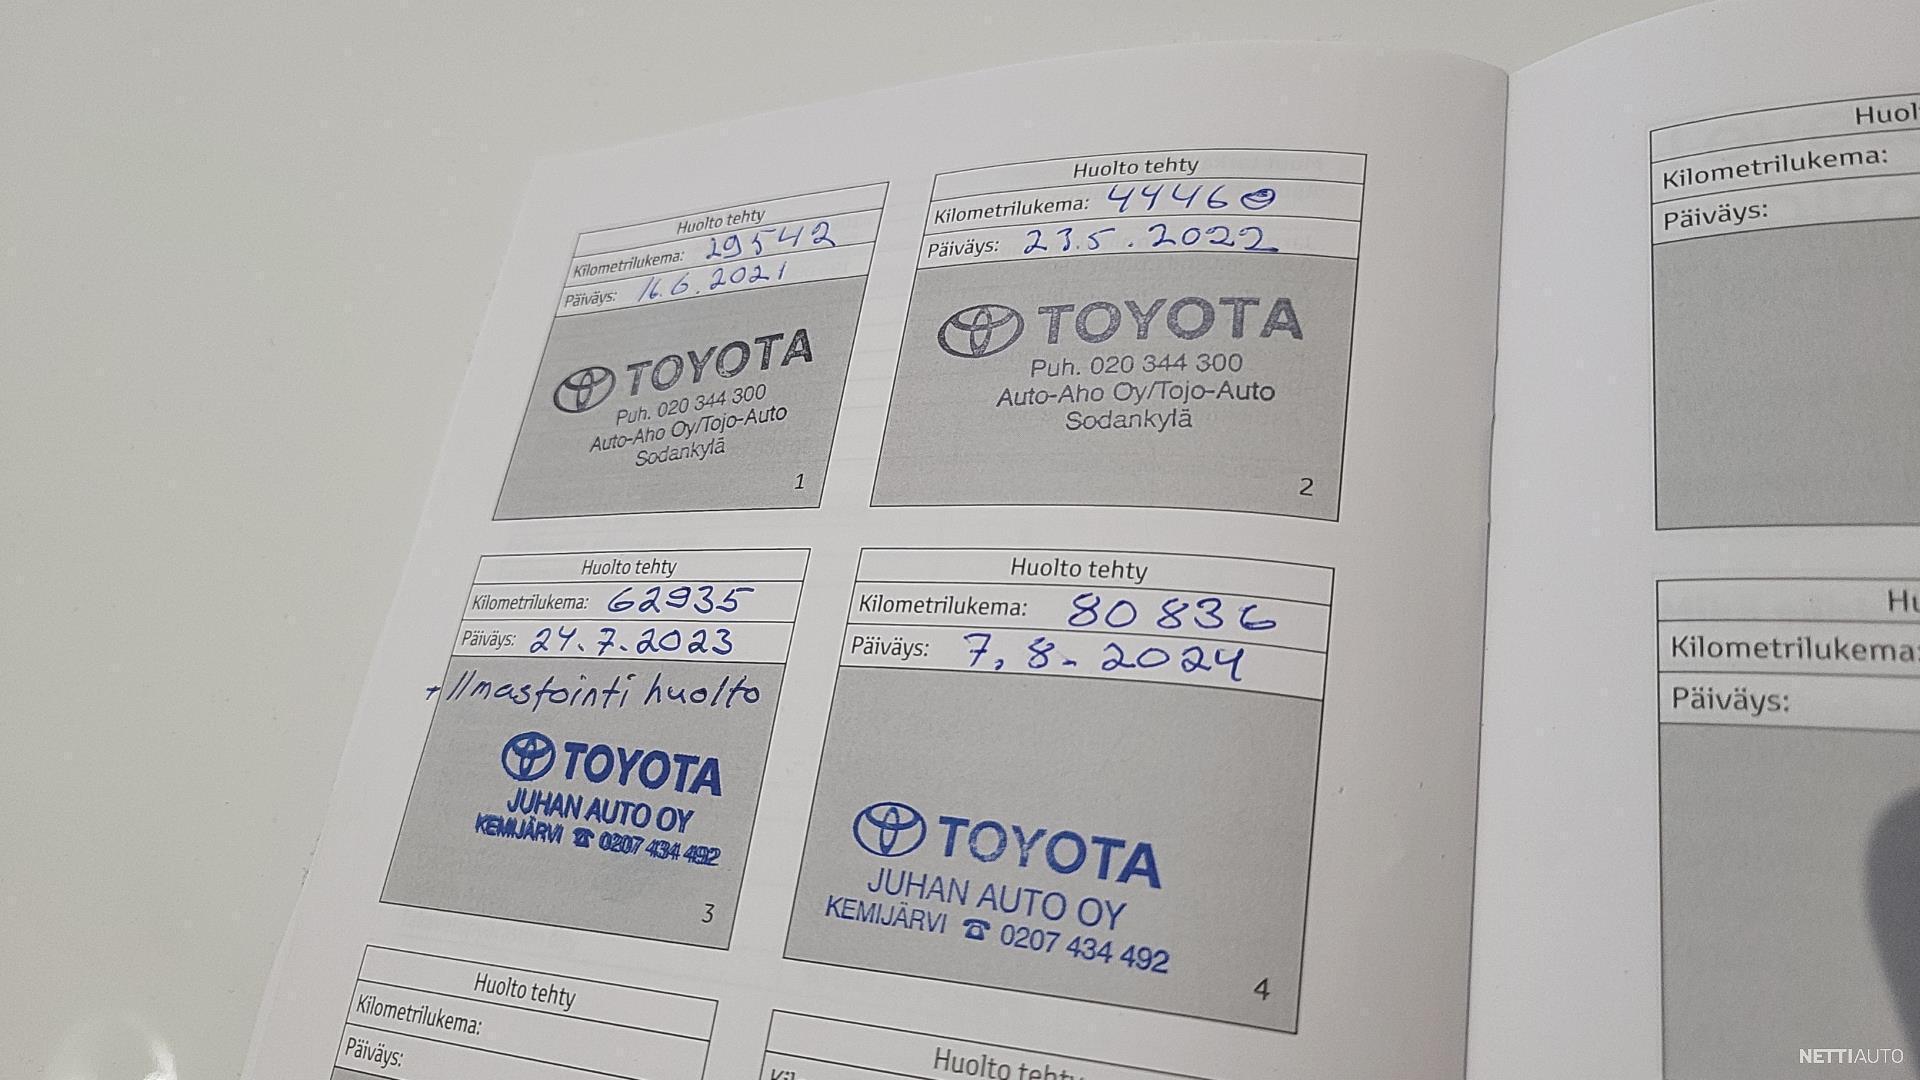 Huolto tehty
Kilometrilukema: 29542
Päiväys: 16.6.2021
TOYOTA
Puh. 020 344 300
Auto-Aho Oy/Tojo-Auto
Sodankylä
1
Huolto tehty
Kilometrilukema: 44460
Päiväys: 23.5.2022
TOYOTA
Puh. 020 344 300
Auto-Aho Oy/Tojo-Auto
Sodankylä
2
Huolto tehty
Kilometrilukema: 62935
Päiväys: 24.7.2023
+ Ilmastointi huolto
TOYOTA
JUHAN AUTO OY
KEMIJÄRVI ☎ 0207 434 492
3
Huolto tehty
Kilometrilukema: 80836
Päiväys: 7.8.2024
TOYOTA
JUHAN AUTO OY
KEMIJÄRVI ☎ 0207 434 492
4
Huolto tehty
Kilometrilukema:
Päiväys:
Huolto tehty
Kilometrilukema:
Päiväys:
Kilometrilukema:
Päiväys:
NETTIAUTO